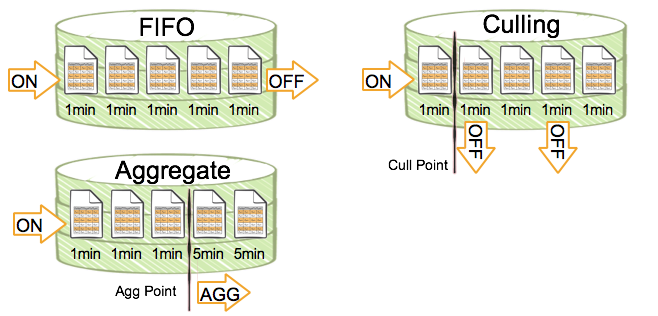 FIFO
ON
OFF
1min 1min 1min 1min 1min
Culling
ON
1min 1min 1min 1min 1min
OFF
OFF
Cull Point
Aggregate
ON
1min 1min 1min 5min 5min
Agg Point
AGG